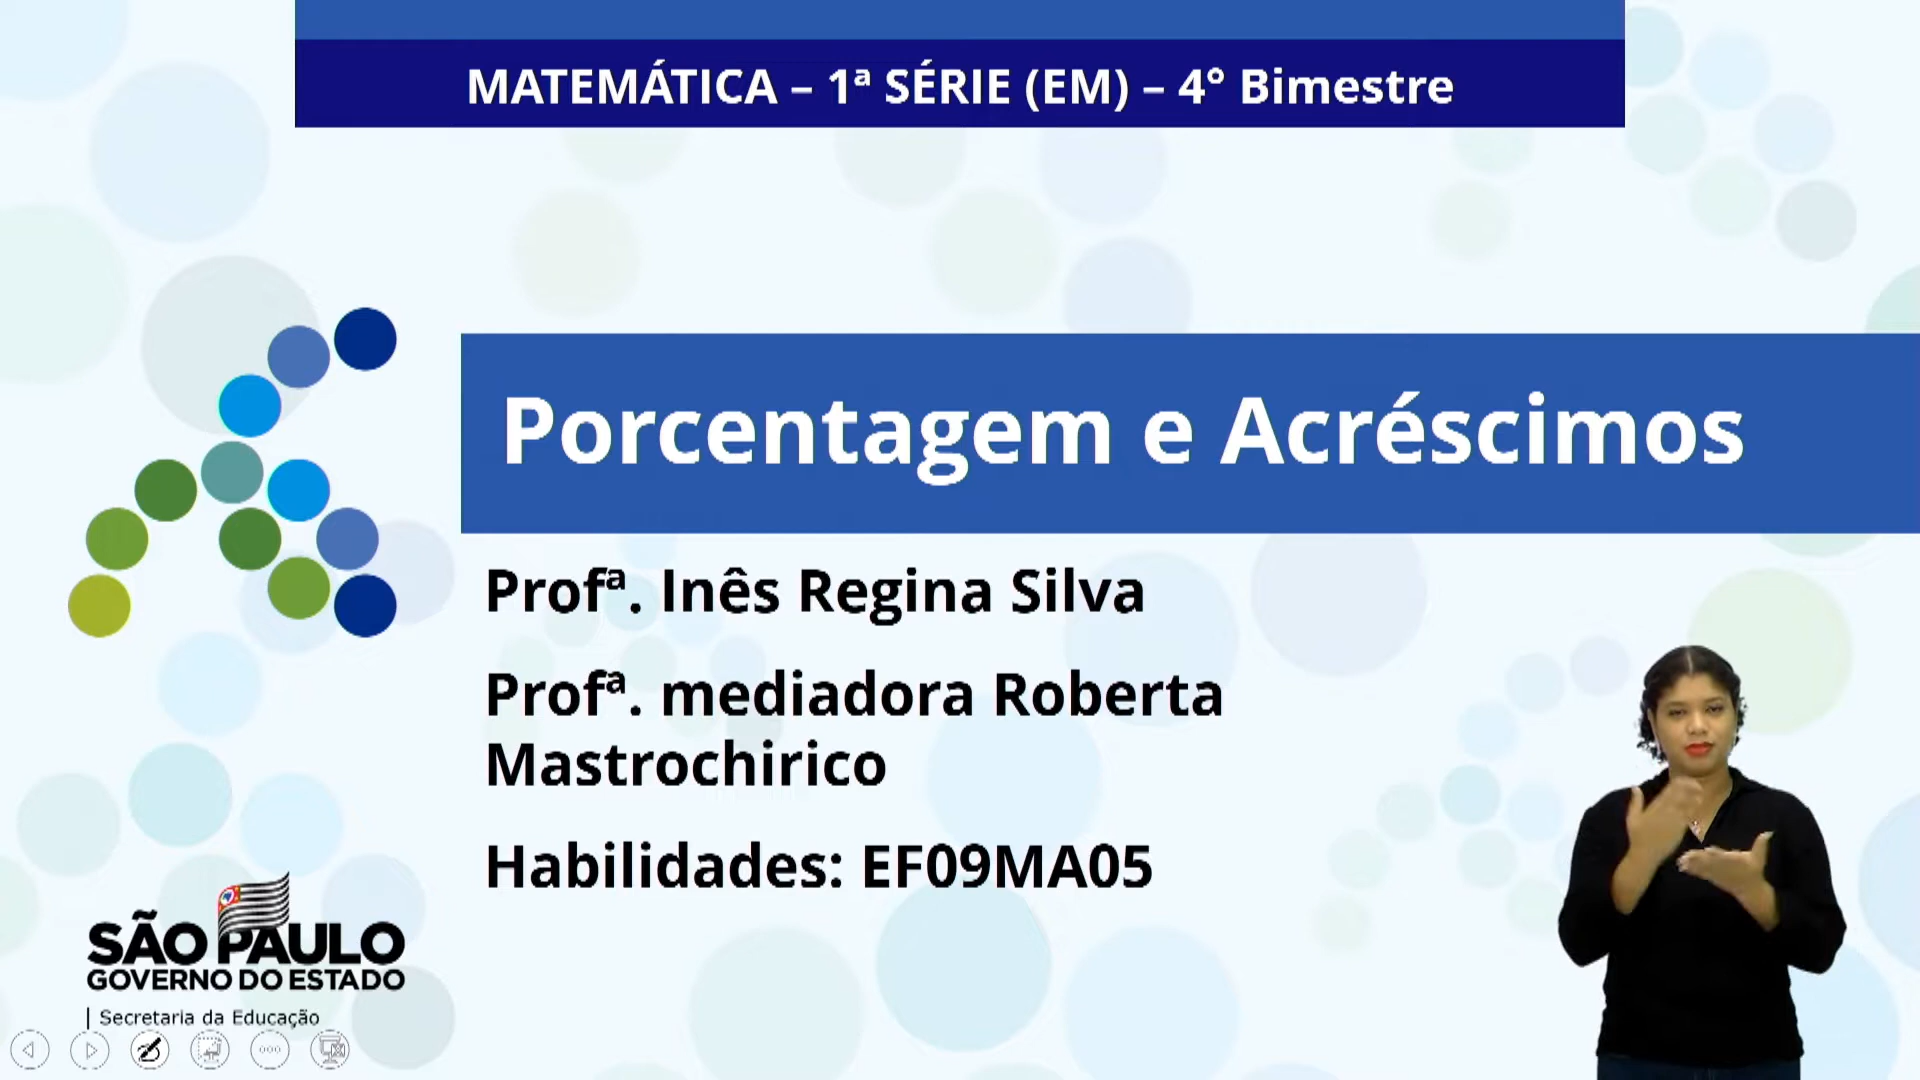 MATEMÁTICA – 1ª SÉRIE (EM) – 4° Bimestre
Porcentagem e Acréscimos
Profª. Inês Regina Silva
Profª. mediadora Roberta
Mastrochirico
Habilidades: EF09MA05
SÃO PAULO
GOVERNO DO ESTADO
Secretaria da Educação